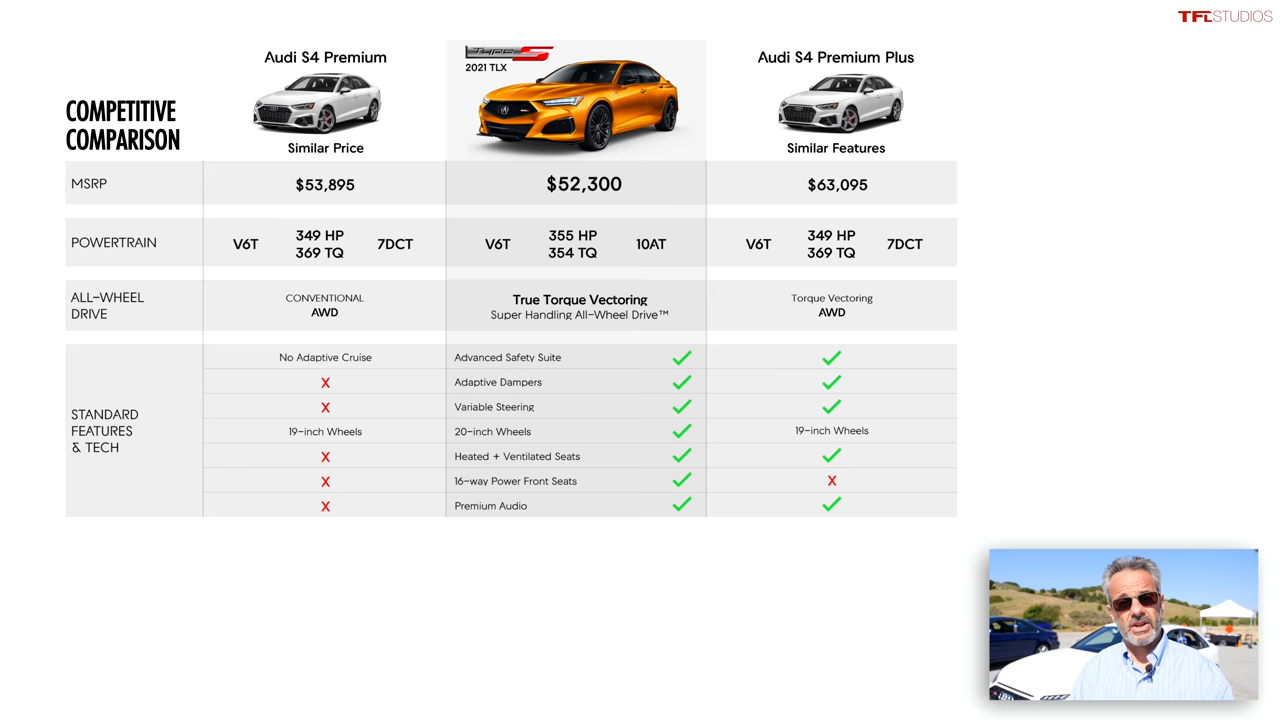 TFLSTUDIOS
Audi S4 Premium
TYPE S
2021 TLX
Audi S4 Premium Plus
COMPETITIVE
COMPARISON
Similar Price
Similar Features
MSRP
$53,895
$52,300
$63,095
POWERTRAIN
V6T
349 HP
369 TQ
7DCT
V6T
355 HP
354 TQ
10AT
V6T
349 HP
369 TQ
7DCT
ALL-WHEEL
DRIVE
CONVENTIONAL
AWD
True Torque Vectoring
Super Handling All-Wheel Drive™
Torque Vectoring
AWD
STANDARD
FEATURES
& TECH
No Adaptive Cruise
Advanced Safety Suite
X
Adaptive Dampers
X
Variable Steering
19-inch Wheels
20-inch Wheels
19-inch Wheels
X
Heated + Ventilated Seats
X
16-way Power Front Seats
X
X
Premium Audio